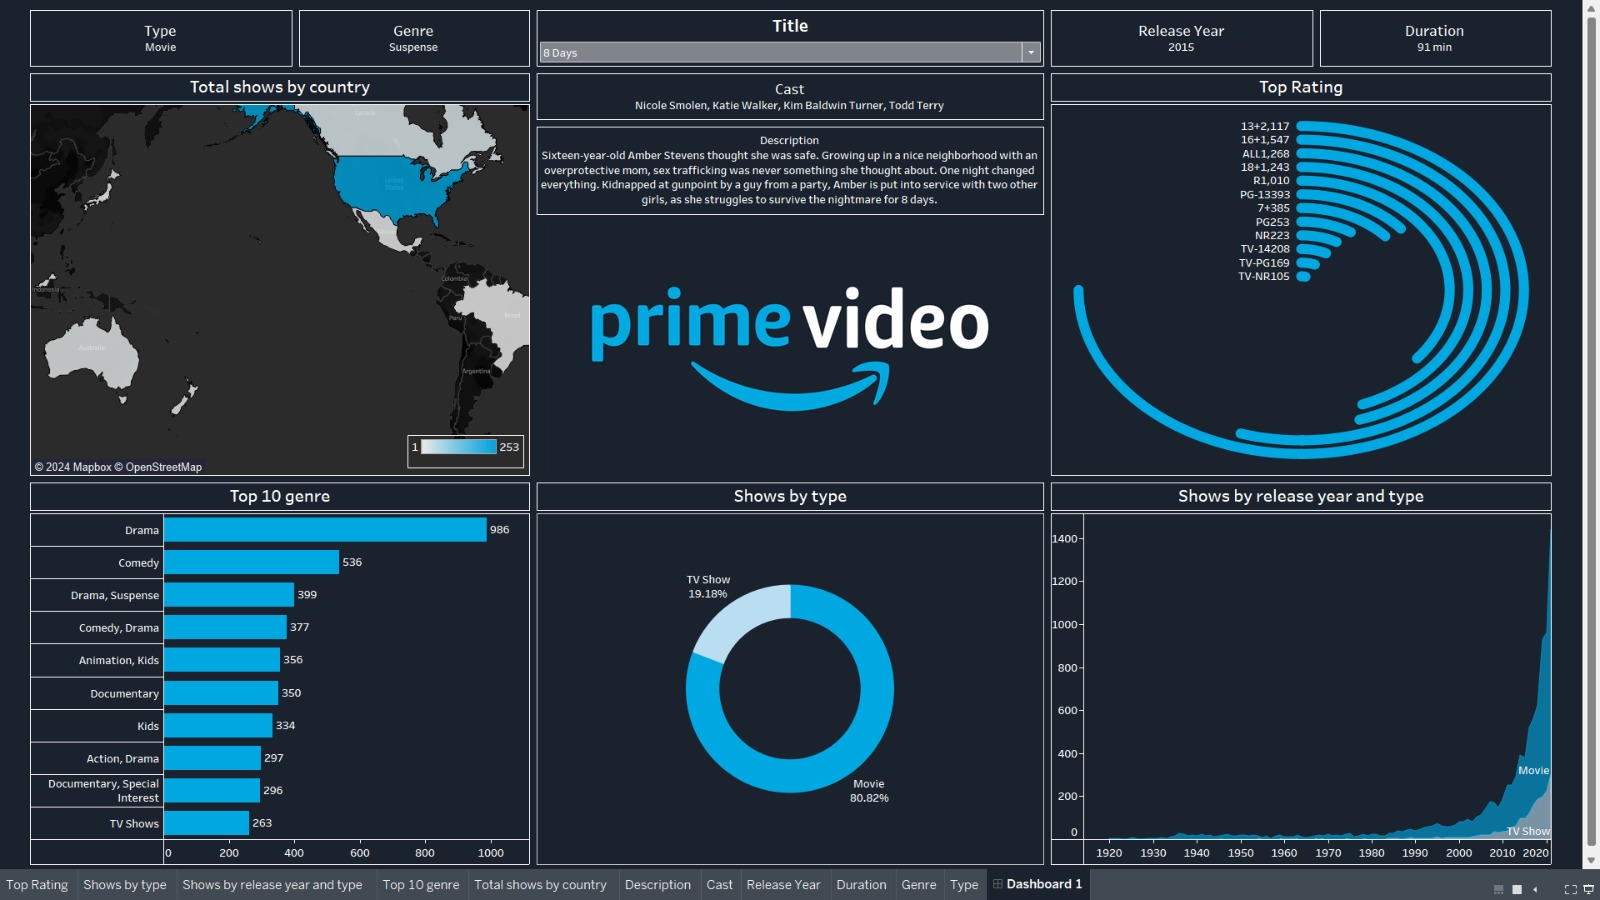 Type
Movie
Genre
Suspense
Title
8 Days
Release Year
2015
Duration
91 min
Total shows by country
Canada
United
States
Colombia
Peru
Brazil
Argentina
Indonesia
Australia
1
253
© 2024 Mapbox © OpenStreetMap
Cast
Nicole Smolen, Katie Walker, Kim Baldwin Turner, Todd Terry
Description
Sixteen-year-old Amber Stevens thought she was safe. Growing up in a nice neighborhood with an
overprotective mom, sex trafficking was never something she thought about. One night changed
everything. Kidnapped at gunpoint by a guy from a party, Amber is put into service with two other
girls, as she struggles to survive the nightmare for 8 days.
prime video
Top Rating
13+2,117
16+1,547
ALL1,268
18+1,243
R1,010
PG-13393
7+385
PG253
NR223
TV-14208
TV-PG169
TV-NR105
Top 10 genre
Drama 986
Comedy 536
Drama, Suspense 399
Comedy, Drama 377
Animation, Kids 356
Documentary 350
Kids 334
Action, Drama 297
Documentary, Special
Interest 296
TV Shows 263
0 200 400 600 800 1000
Shows by type
TV Show
19.18%
Movie
80.82%
Shows by release year and type
1400
1200
1000
800
600
400
200
0
Movie
TV Show
1920 1930 1940 1950 1960 1970 1980 1990 2000 2010 2020
Top Rating Shows by type Shows by release year and type Top 10 genre Total shows by country Description Cast Release Year Duration Genre Type Dashboard 1